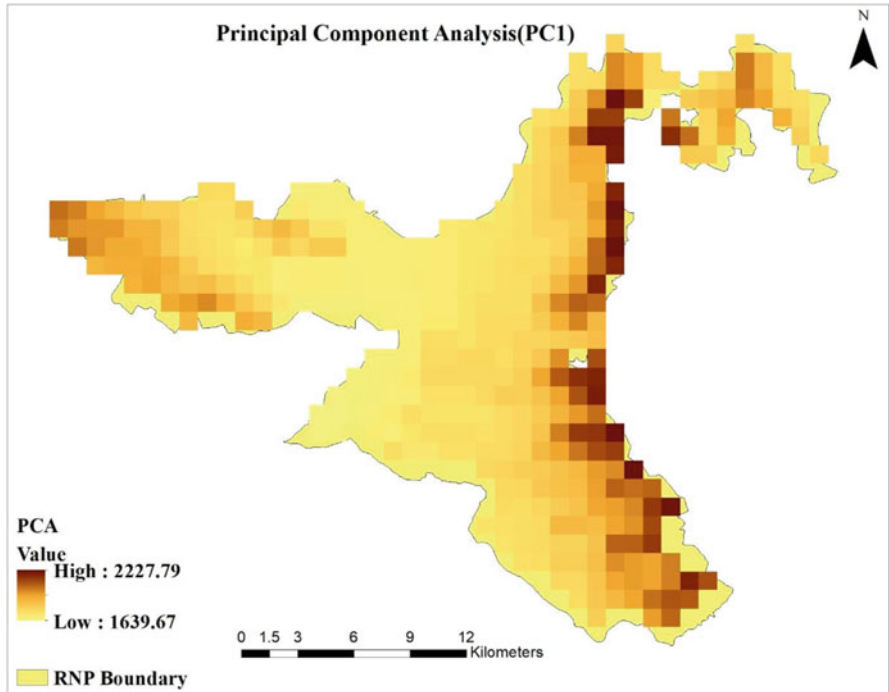 Principal Component Analysis(PC1)
N
PCA
Value
High : 2227.79
Low : 1639.67
0 1.5 3 6 9 12
Kilometers
RNP Boundary